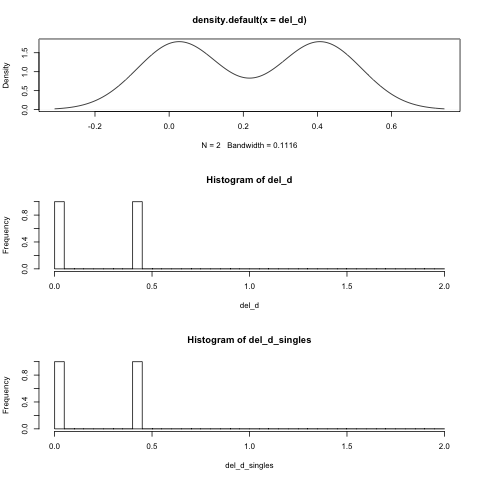 density.default(x = del_d)
Density
0.0 0.5 1.0 1.5
-0.2 0.0 0.2 0.4 0.6
N = 2 Bandwidth = 0.1116
Histogram of del_d
Frequency
0.0 0.4 0.8
0.0 0.5 1.0 1.5 2.0
del_d
Histogram of del_d_singles
Frequency
0.0 0.4 0.8
0.0 0.5 1.0 1.5 2.0
del_d_singles